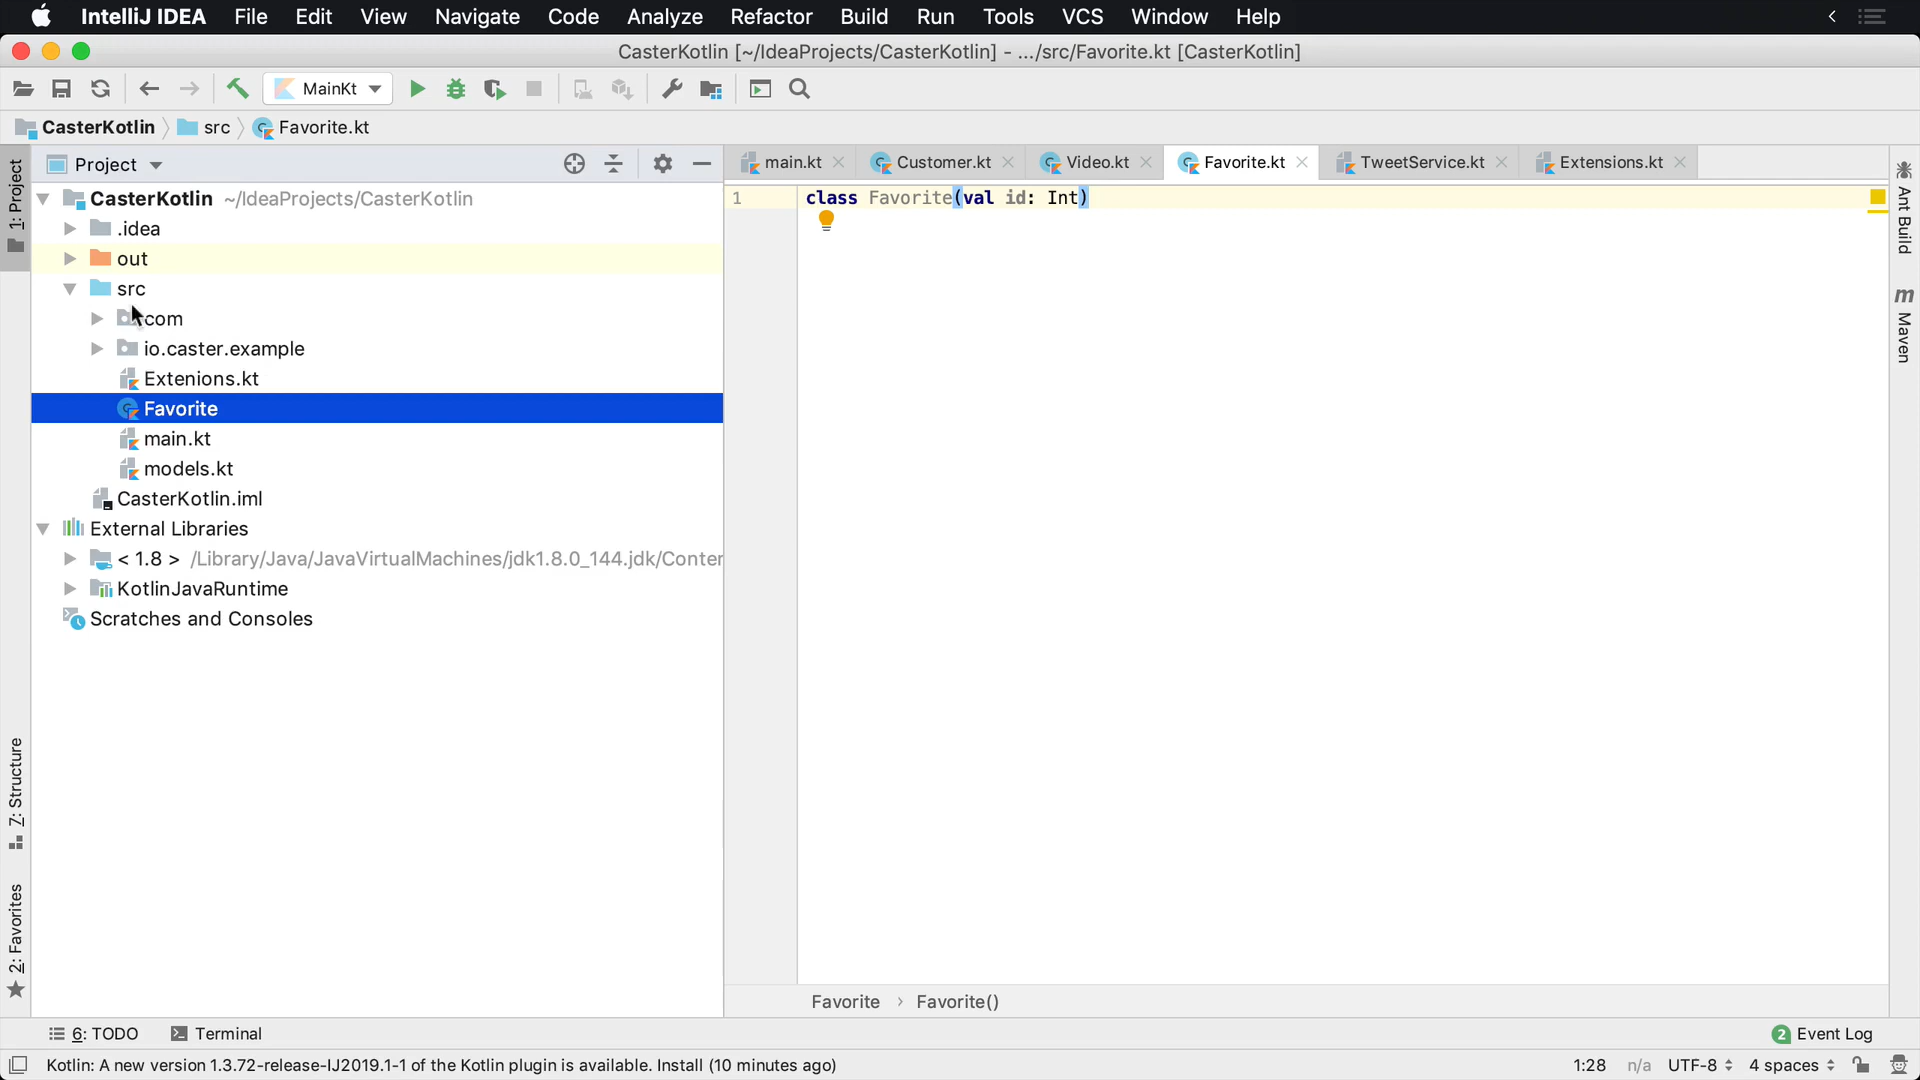 IntelliJ IDEA File Edit View Navigate Code Analyze Refactor Build Run Tools VCS Window Help
CasterKotlin [~/IdeaProjects/CasterKotlin] - .../src/Favorite.kt [CasterKotlin]
MainKt
CasterKotlin src Favorite.kt
1: Project
Project
main.kt Customer.kt Video.kt Favorite.kt TweetService.kt Extensions.kt
CasterKotlin ~/IdeaProjects/CasterKotlin
.idea
out
src
com
io.caster.example
Extenions.kt
Favorite
main.kt
models.kt
CasterKotlin.iml
External Libraries
< 1.8 > /Library/Java/JavaVirtualMachines/jdk1.8.0_144.jdk/Conter
KotlinJavaRuntime
Scratches and Consoles
1 class Favorite(val id: Int)
Ant Build
m Maven
Z: Structure
2: Favorites
Favorite › Favorite()
6: TODO Terminal
2 Event Log
Kotlin: A new version 1.3.72-release-IJ2019.1-1 of the Kotlin plugin is available. Install (10 minutes ago)
1:28 n/a UTF-8 4 spaces